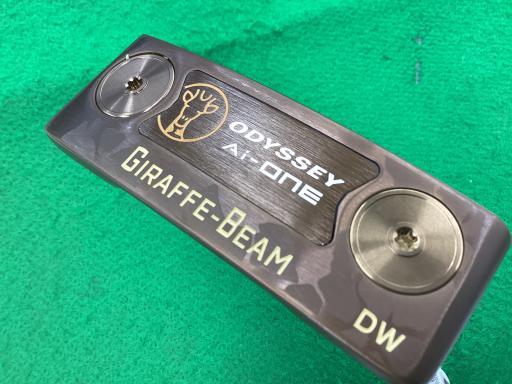 ODYSSEY
Ai-ONE
GIRAFFE-BEAM
DW